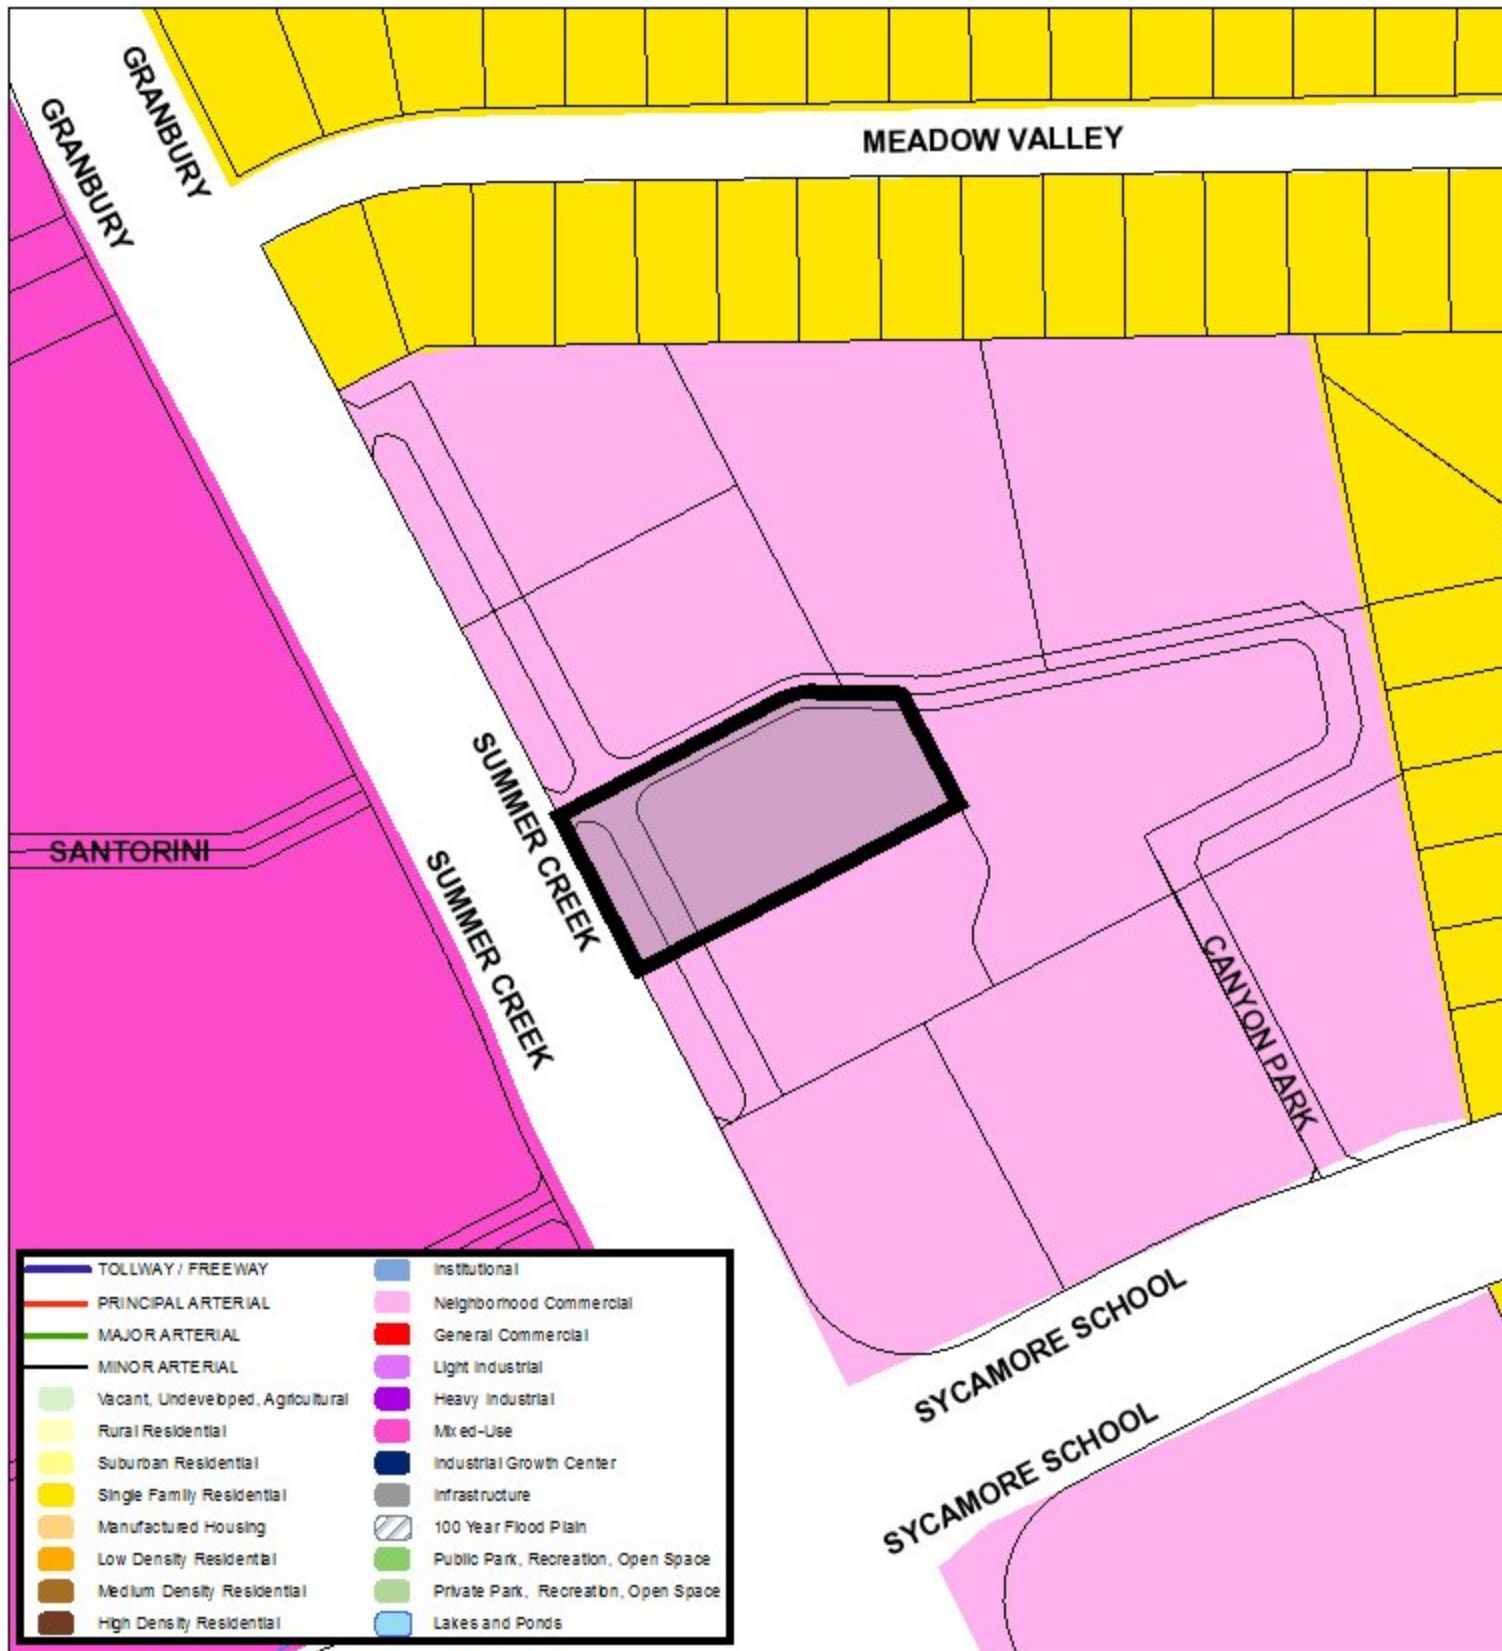 GRANBURY
GRANBURY
MEADOW VALLEY
SUMMER CREEK
SANTORINI
SUMMER CREEK
CANYON PARK
SYCAMORE SCHOOL
SYCAMORE SCHOOL
TOLLWAY / FREEWAY
PRINCIPAL ARTERIAL
MAJOR ARTERIAL
MINOR ARTERIAL
Vacant, Undeveloped, Agricultural
Rural Residential
Suburban Residential
Single Family Residential
Manufactured Housing
Low Density Residential
Medium Density Residential
High Density Residential
Institutional
Neighborhood Commercial
General Commercial
Light Industrial
Heavy Industrial
Mixed-Use
Industrial Growth Center
Infrastructure
100 Year Flood Plain
Public Park, Recreation, Open Space
Private Park, Recreation, Open Space
Lakes and Ponds